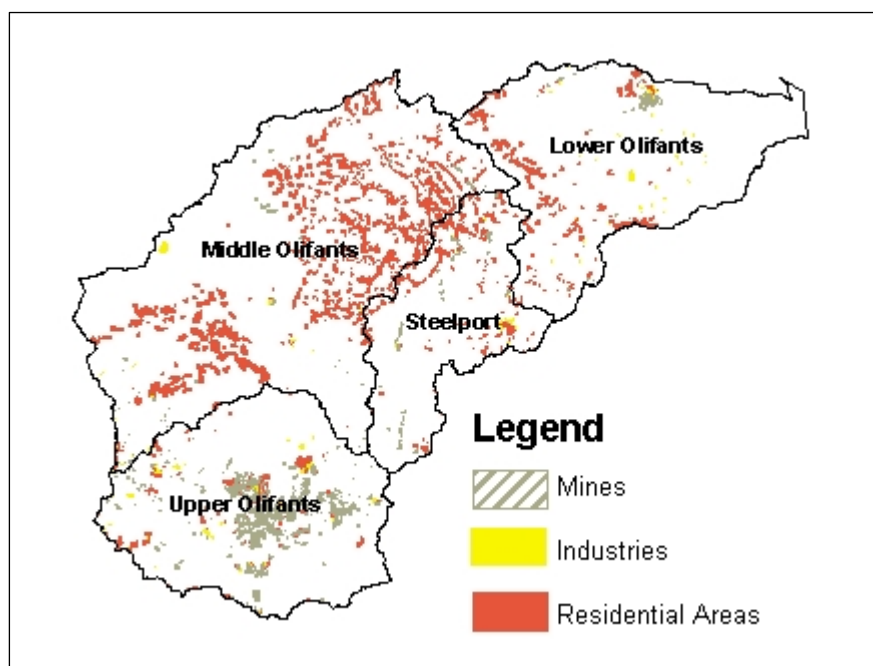 Lower Olifants
Middle Olifants
Steelport
Upper Olifants
Legend
Mines
Industries
Residential Areas